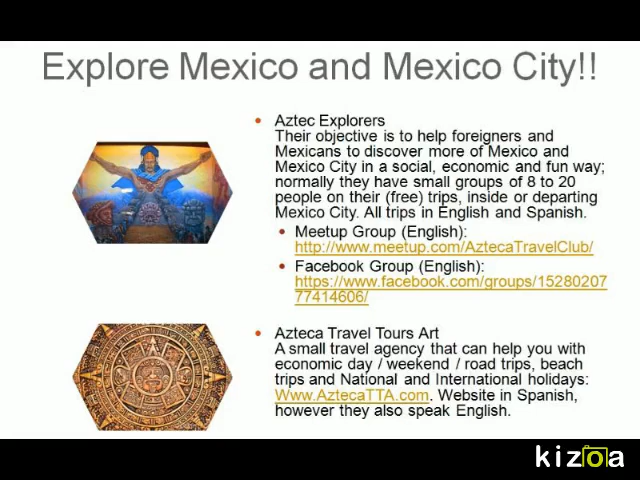 Explore Mexico and Mexico City!!
Aztec Explorers
Their objective is to help foreigners and
Mexicans to discover more of Mexico and
Mexico City in a social, economic and fun way;
normally they have small groups of 8 to 20
people on their (free) trips, inside or departing
Mexico City. All trips in English and Spanish.
Meetup Group (English):
http://www.meetup.com/AztecaTravelClub/
Facebook Group (English):
https://www.facebook.com/groups/15280207
77414606/
Azteca Travel Tours Art
A small travel agency that can help you with
economic day / weekend / road trips, beach
trips and National and International holidays:
Www.AztecaTTA.com. Website in Spanish,
however they also speak English.
kizoa